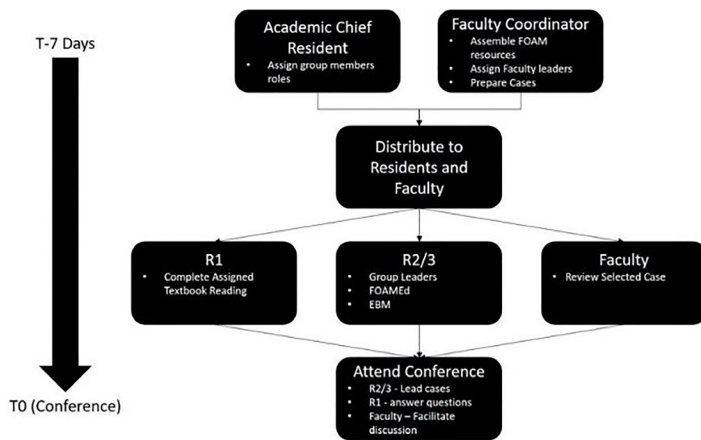 T-7 Days
Academic Chief
Resident
• Assign group members
roles
Faculty Coordinator
• Assemble FOAM
resources
• Assign Faculty leaders
• Prepare Cases
Distribute to
Residents and
Faculty
R1
• Complete Assigned
Textbook Reading
R2/3
• Group Leaders
• FOAMEd
• EBM
Faculty
• Review Selected Case
Attend Conference
• R2/3 - Lead cases
• R1 - answer questions
• Faculty – Facilitate
discussion
T0 (Conference)